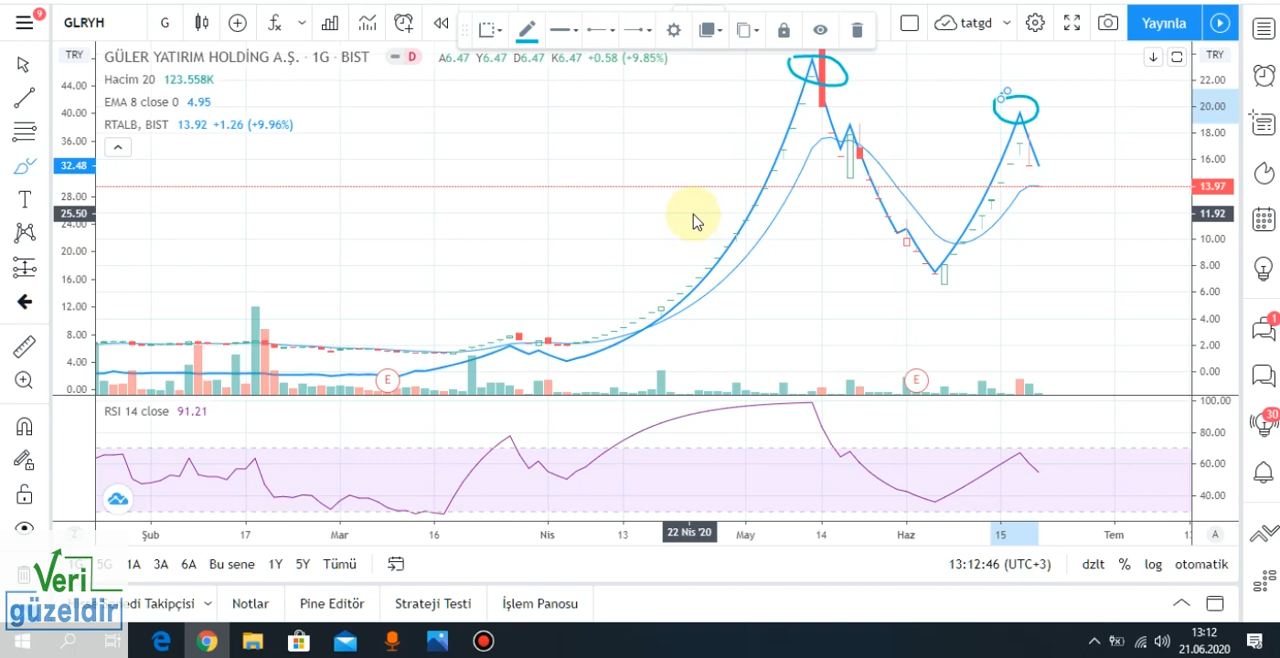 9
GLRYH
G
tatgd
Yayınla
TRY
GÜLER YATIRIM HOLDİNG A.Ş. · 1G · BIST
D
A6.47 Y6.47 D6.47 K6.47 +0.58 (+9.85%)
TRY
Hacim 20 123.558K
EMA 8 close 0 4.95
RTALB, BIST 13.92 +1.26 (+9.96%)
44.00
40.00
36.00
32.48
28.00
25.50
24.00
20.00
16.00
12.00
8.00
4.00
0.00
22.00
20.00
18.00
16.00
13.97
11.92
10.00
8.00
6.00
4.00
2.00
0.00
E
E
RSI 14 close 91.21
100.00
80.00
60.00
40.00
Şub
17
Mar
16
Nis
13
22 Nis '20
May
14
Haz
15
Tem
A
1
30
5G
1A
3A
6A
Bu sene
1Y
5Y
Tümü
13:12:46 (UTC+3)
dzlt
%
log
otomatik
Takipçisi
Notlar
Pine Editör
Strateji Testi
İşlem Panosu
Veri
güzeldir
13:12
21.06.2020